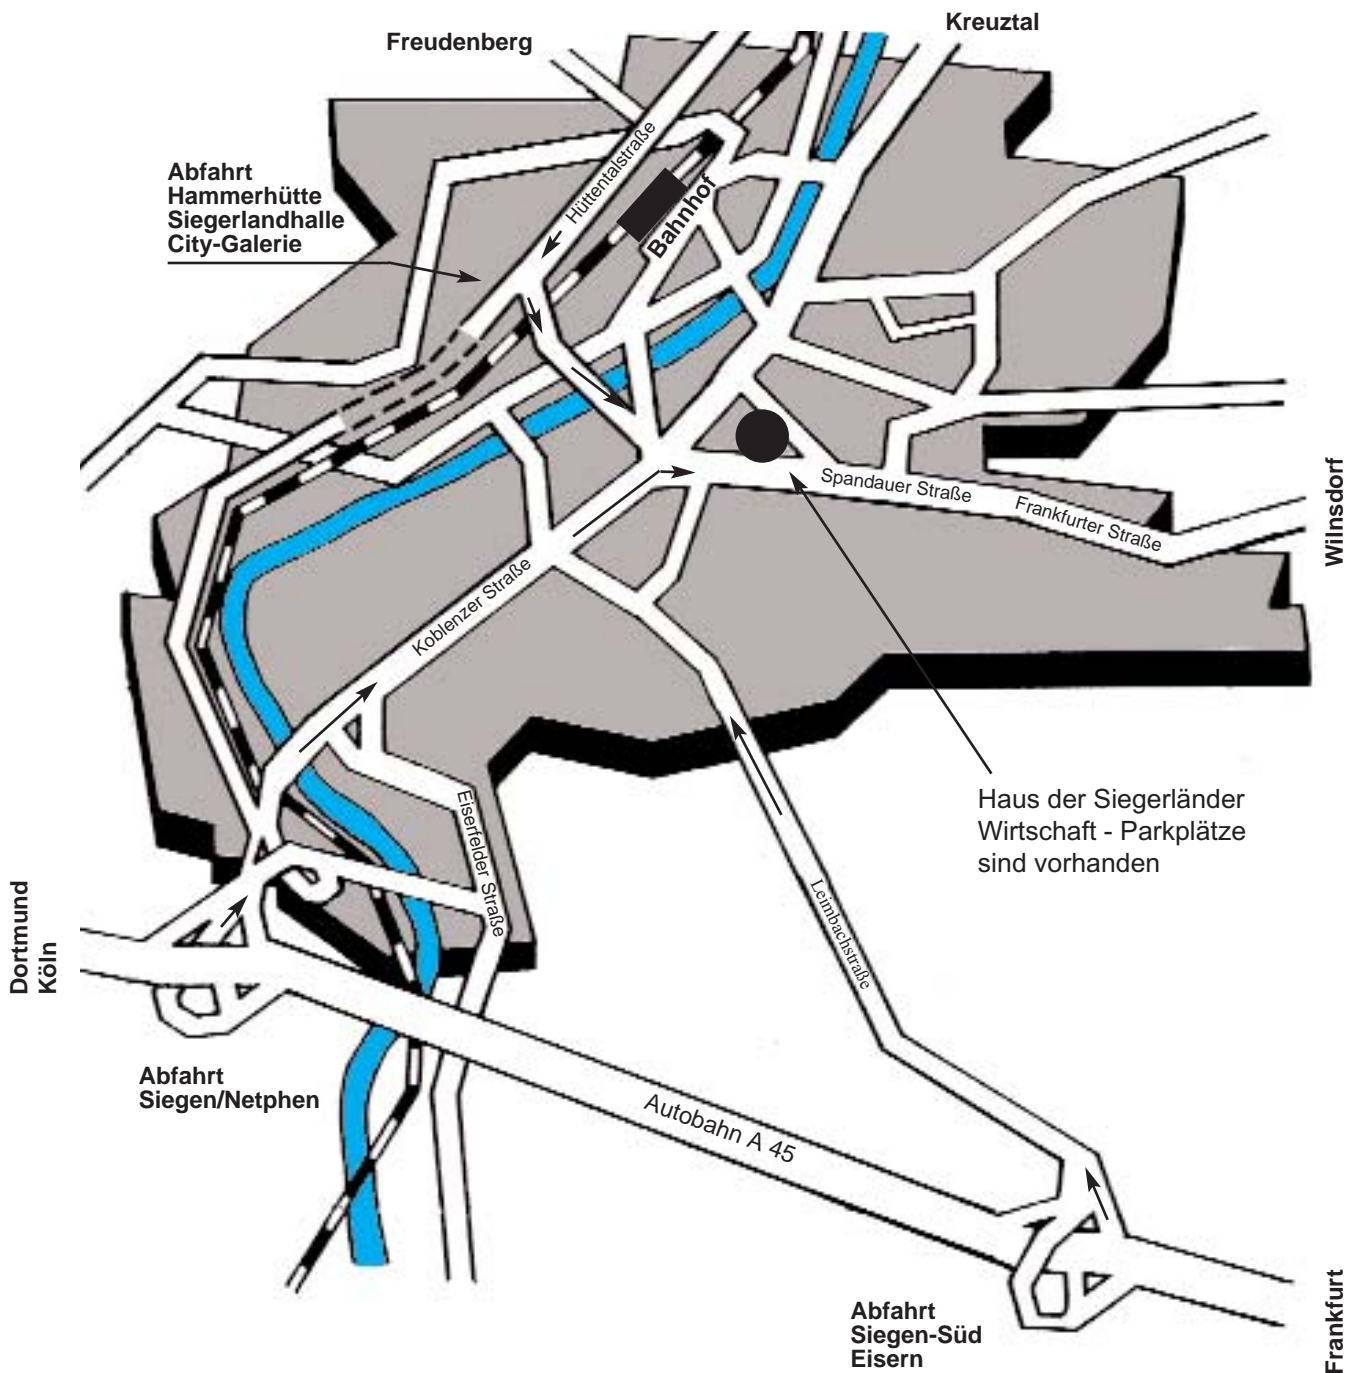 Kreuztal
Freudenberg
Abfahrt
Hammerhütte
Siegerlandhalle
City-Galerie
Hüttentalstraße
Bahnhof
Spandauer Straße
Frankfurter Straße
Wilnsdorf
Koblenzer Straße
Eiserfelder Straße
Haus der Siegerländer
Wirtschaft - Parkplätze
sind vorhanden
Leimbachstraße
Dortmund
Köln
Abfahrt
Siegen/Netphen
Autobahn A 45
Abfahrt
Siegen-Süd
Eisern
Frankfurt